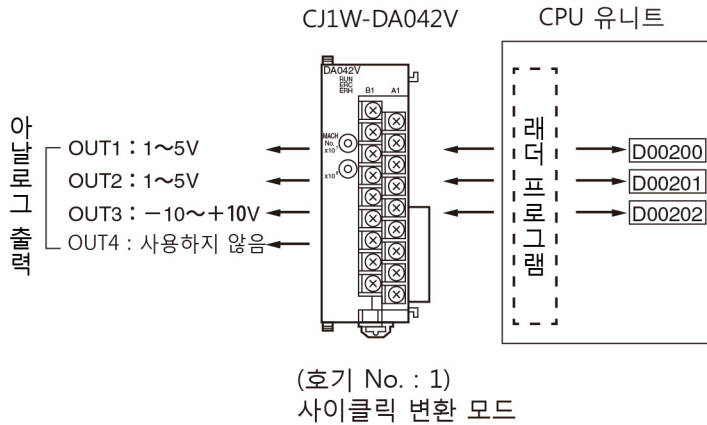 CJ1W-DA042V
CPU 유니트
DA042V
RUN
ERC
ERH
B1 A1
MACH
No.
x10¹
x10⁰
아날로그 출력
OUT1 : 1~5V
OUT2 : 1~5V
OUT3 : -10~+10V
OUT4 : 사용하지 않음
래더 프로그램
D00200
D00201
D00202
(호기 No. : 1)
사이클릭 변환 모드